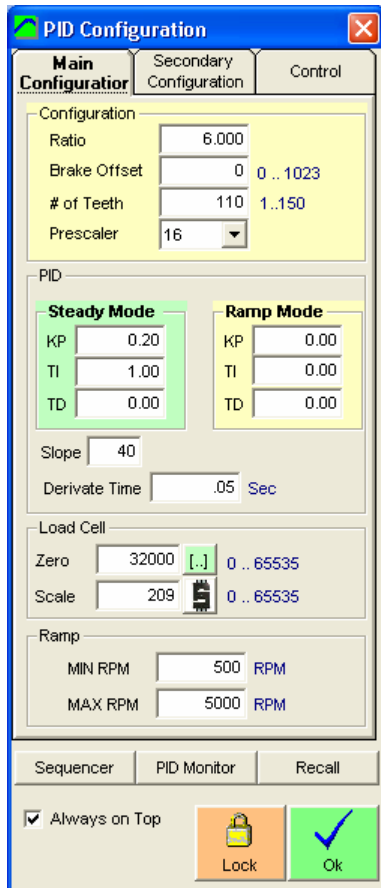 PID Configuration
Main Configuration
Secondary Configuration
Control
Configuration
Ratio 6.000
Brake Offset 0 0 .. 1023
# of Teeth 110 1..150
Prescaler 16
PID
Steady Mode
KP 0.20
TI 1.00
TD 0.00
Ramp Mode
KP 0.00
TI 0.00
TD 0.00
Slope 40
Derivate Time .05 Sec
Load Cell
Zero 32000 [..] 0 .. 65535
Scale 209 0 .. 65535
Ramp
MIN RPM 500 RPM
MAX RPM 5000 RPM
Sequencer PID Monitor Recall
Always on Top
Lock
Ok